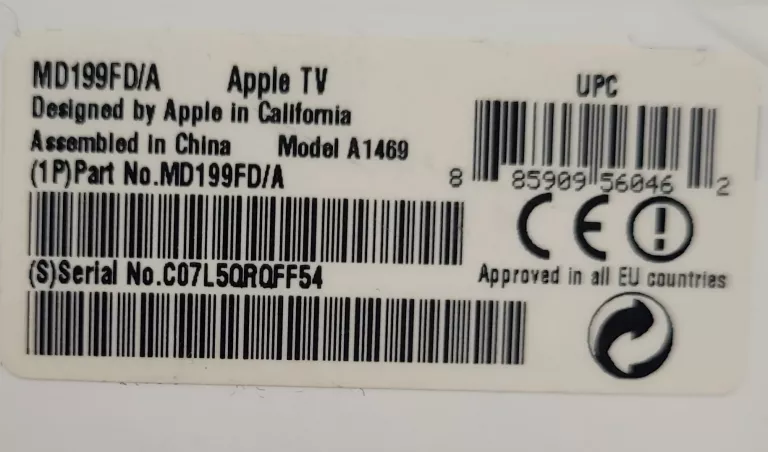 MD199FD/A Apple TV
Designed by Apple in California
Assembled in China Model A1469
(1P)Part No.MD199FD/A
(S)Serial No.C07L5QRQFF54
UPC
8 85909 56046 2
CE
Approved in all EU countries